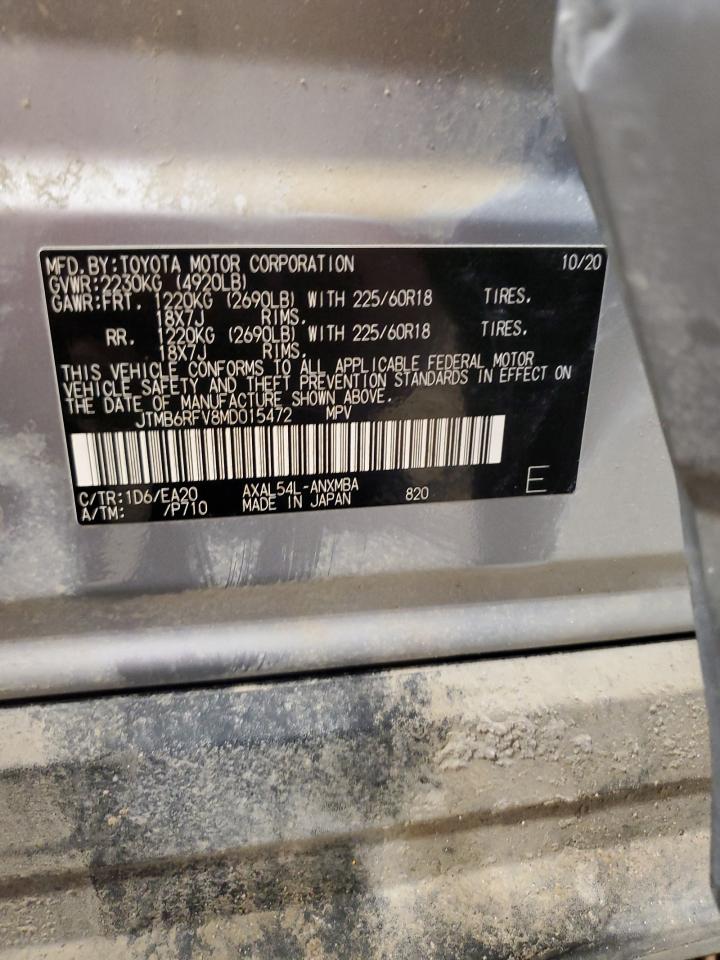 MFD.BY:TOYOTA MOTOR CORPORATION 10/20
GVWR:2230KG (4920LB)
GAWR:FRT. 1220KG (2690LB) WITH 225/60R18 TIRES.
18X7J RIMS.
RR. 1220KG (2690LB) WITH 225/60R18 TIRES.
18X7J RIMS.
THIS VEHICLE CONFORMS TO ALL APPLICABLE FEDERAL MOTOR
VEHICLE SAFETY AND THEFT PREVENTION STANDARDS IN EFFECT ON
THE DATE OF MANUFACTURE SHOWN ABOVE.
JTMB6RFV8MD015472 MPV
C/TR:1D6/EA20 AXAL54L-ANXMBA 820 E
A/TM: /P710 MADE IN JAPAN